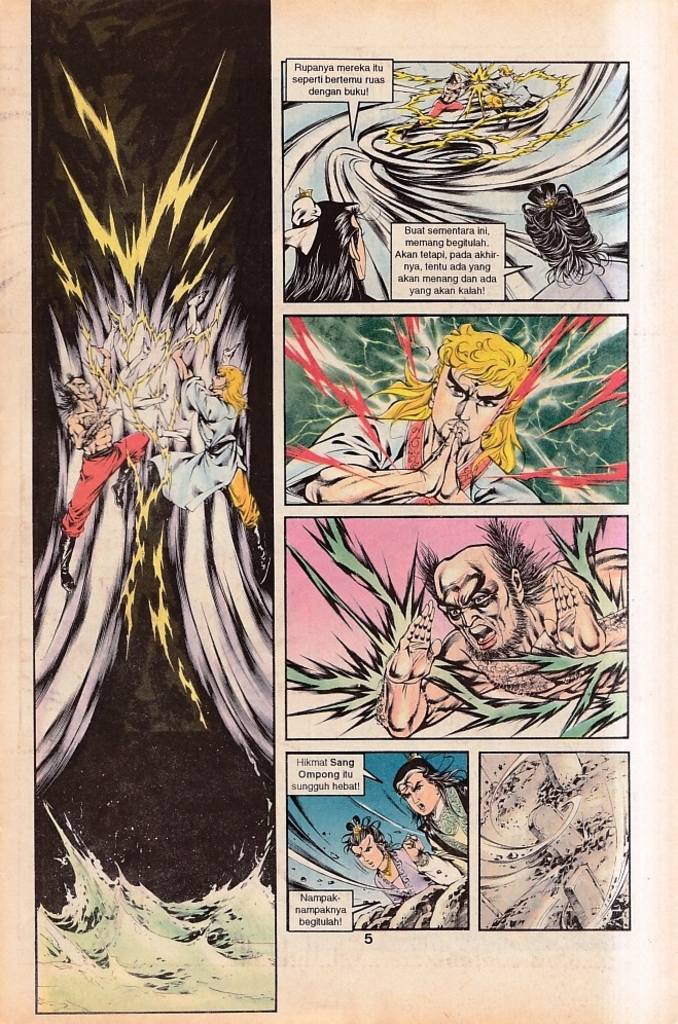 Rupanya mereka itu
seperti bertemu ruas
dengan buku!
Buat sementara ini,
memang begitulah.
Akan tetapi, pada akhir-
nya, tentu ada yang
akan menang dan ada
yang akan kalah!
Hikmat Sang
Ompong itu
sungguh hebat!
Nampak-
nampaknya
begitulah!
5